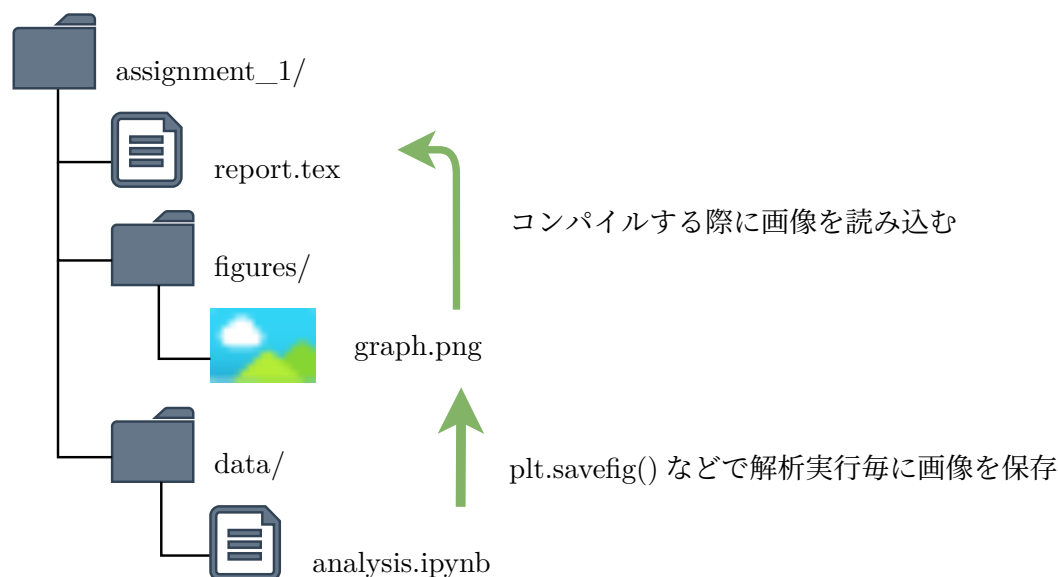 assignment_1/
report.tex
コンパイルする際に画像を読み込む
figures/
graph.png
data/
plt.savefig() などで解析実行毎に画像を保存
analysis.ipynb